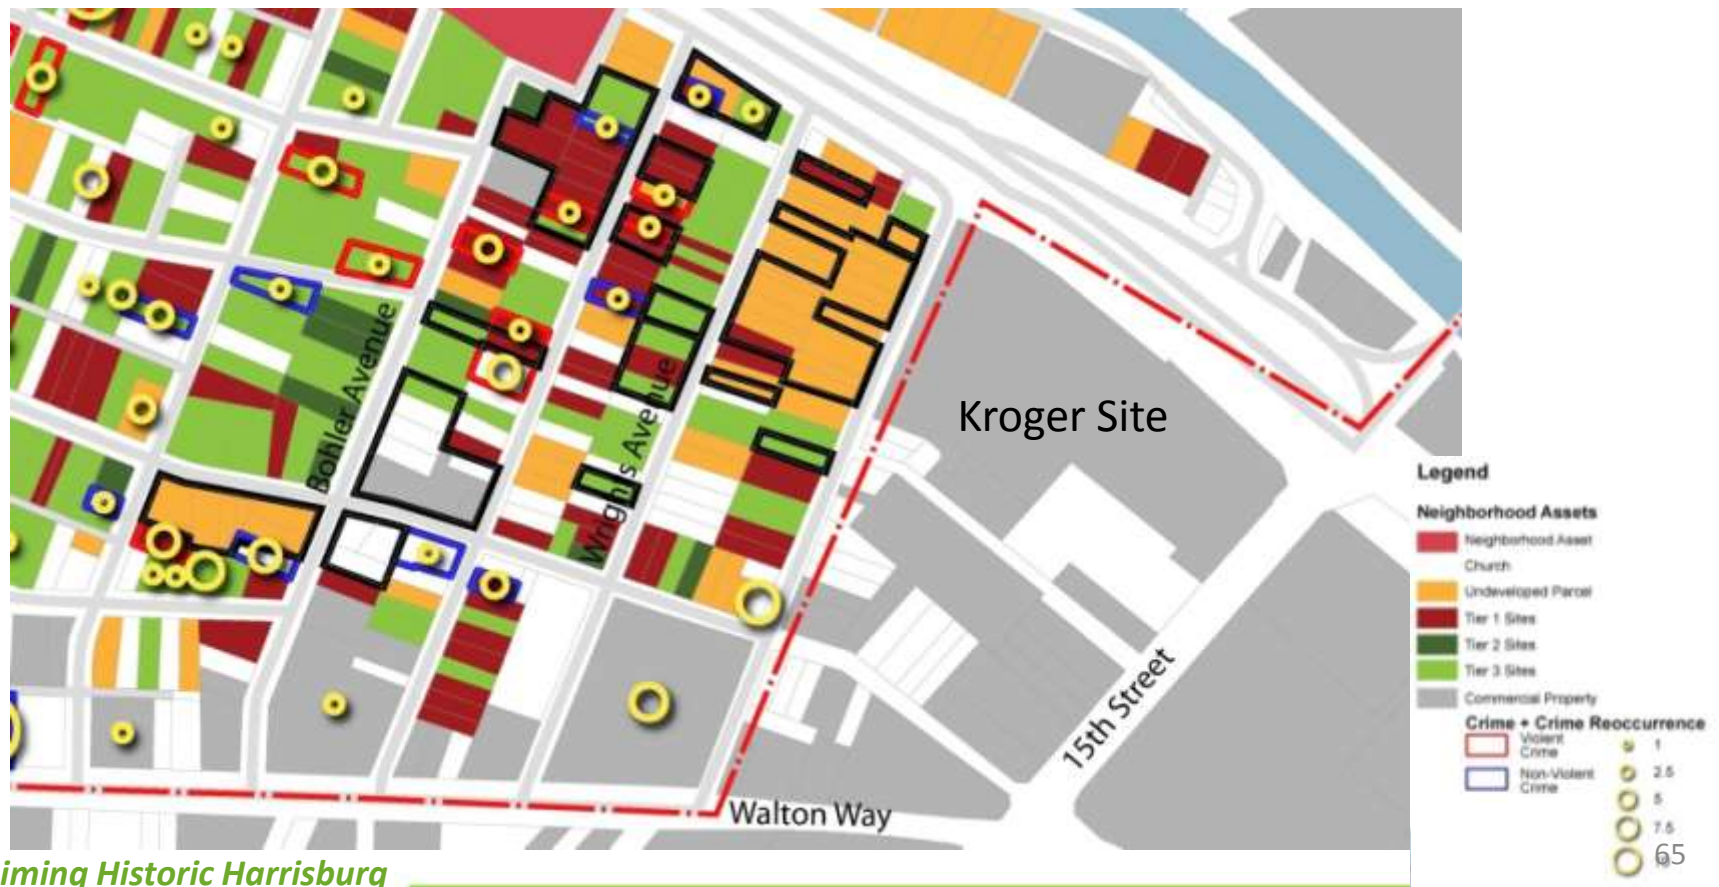 Bohler Avenue
Avenue
Kroger Site
15th Street
Walton Way
Legend
Neighborhood Assets
Neighborhood Asset
Church
Undeveloped Parcel
Tier 1 Sites
Tier 2 Sites
Tier 3 Sites
Commercial Property
Crime + Crime Reoccurrence
Violent
Crime
Non-Violent
Crime
1
2.5
5
7.5
65
iming Historic Harrisburg